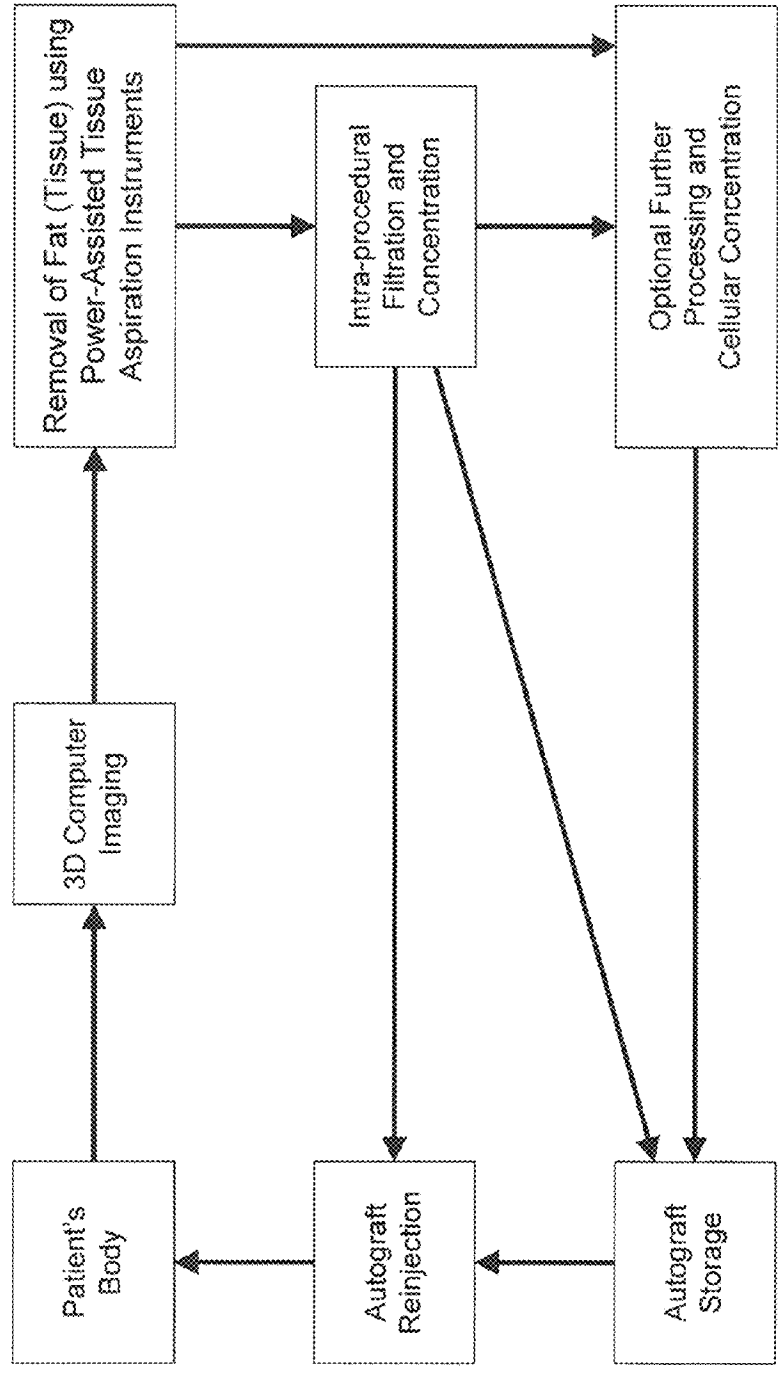 Patient's
Body
3D Computer
Imaging
Removal of Fat (Tissue) using
Power-Assisted Tissue
Aspiration Instruments
Autograft
Reinjection
Intra-procedural
Filtration and
Concentration
Autograft
Storage
Optional Further
Processing and
Cellular Concentration